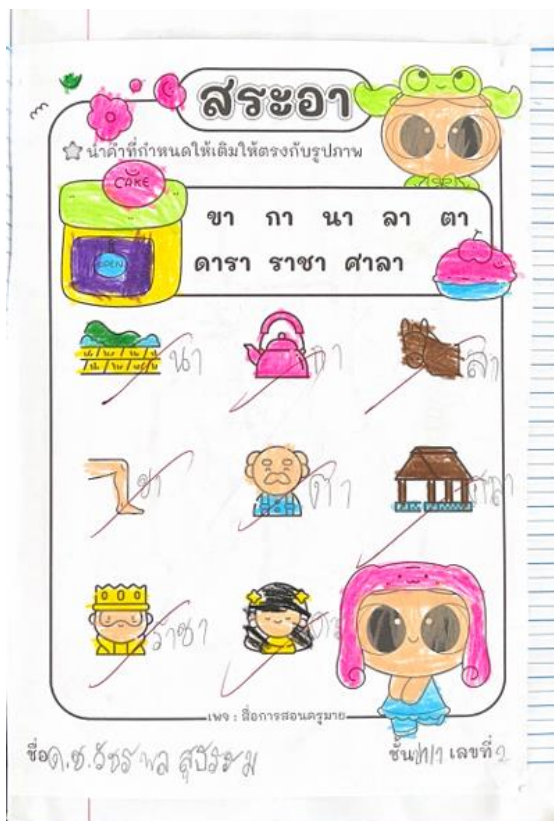 สระอา
นำคำที่กำหนดให้เติมให้ตรงกับรูปภาพ
CAKE
OPEN
ขา กา นา ลา ตา
ดารา ราชา ศาลา
นา กา ลา
ขา ตา ศาลา
ราชา
เพจ : สื่อการสอนครูมาย
ชื่อ ด.ช.วัชรพล ชั้น เลขที่ 2